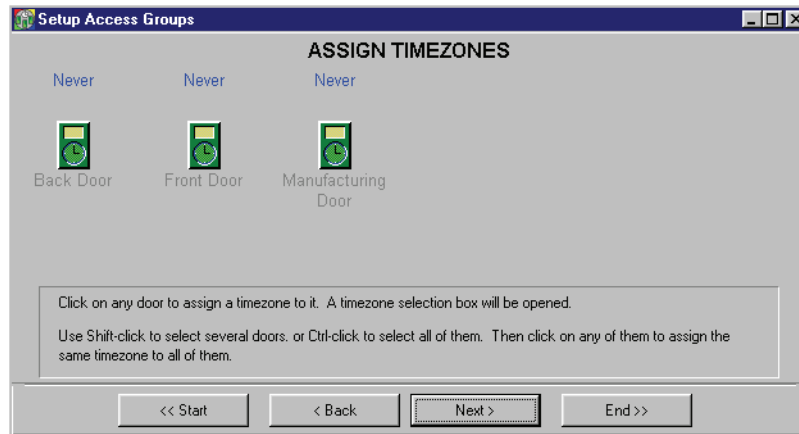 Setup Access Groups
ASSIGN TIMEZONES
Never Never Never
Back Door Front Door Manufacturing
Door
Click on any door to assign a timezone to it. A timezone selection box will be opened.
Use Shift-click to select several doors. or Ctrl-click to select all of them. Then click on any of them to assign the
same timezone to all of them.
<< Start < Back Next > End >>